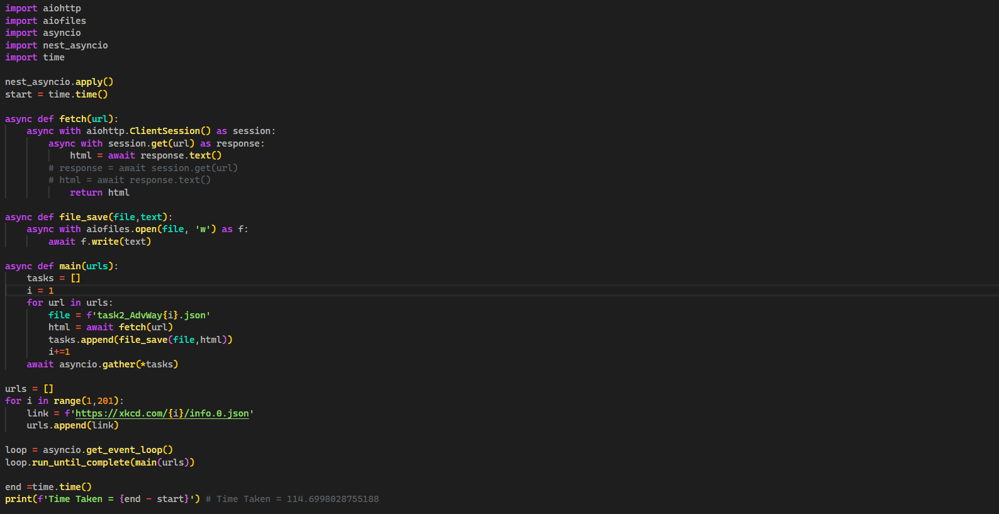 import aiohttp
import aiofiles
import asyncio
import nest_asyncio
import time

nest_asyncio.apply()
start = time.time()

async def fetch(url):
    async with aiohttp.ClientSession() as session:
        async with session.get(url) as response:
            html = await response.text()
        # response = await session.get(url)
        # html = await response.text()
            return html

async def file_save(file,text):
    async with aiofiles.open(file, 'w') as f:
        await f.write(text)

async def main(urls):
    tasks = []
    i = 1
    for url in urls:
        file = f'task2_AdvWay{i}.json'
        html = await fetch(url)
        tasks.append(file_save(file,html))
        i+=1
    await asyncio.gather(*tasks)

urls = []
for i in range(1,201):
    link = f'https://xkcd.com/{i}/info.0.json'
    urls.append(link)

loop = asyncio.get_event_loop()
loop.run_until_complete(main(urls))

end =time.time()
print(f'Time Taken = {end - start}') # Time Taken = 114.6998028755188